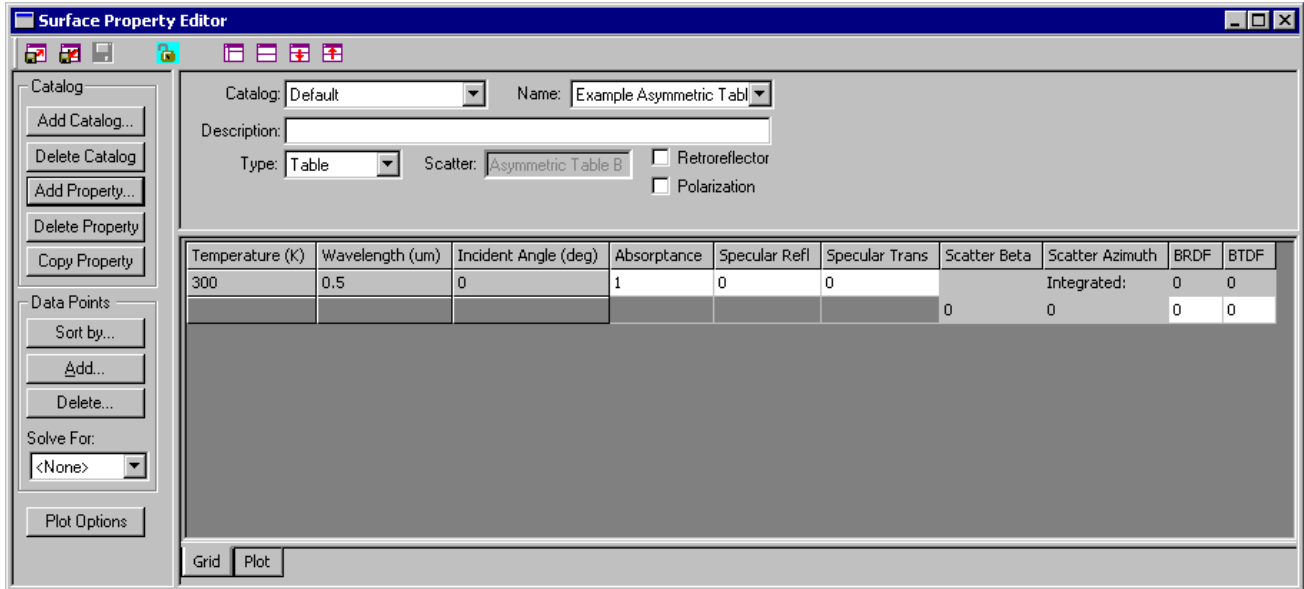 Surface Property Editor
Catalog
Add Catalog...
Delete Catalog
Add Property...
Delete Property
Copy Property
Data Points
Sort by...
Add...
Delete...
Solve For:
<None>
Plot Options
Catalog: Default Name: Example Asymmetric Tabl
Description:
Type: Table Scatter: Asymmetric Table B Retroreflector
Polarization
Temperature (K) Wavelength (um) Incident Angle (deg) Absorptance Specular Refl Specular Trans Scatter Beta Scatter Azimuth BRDF BTDF
300 0.5 0 1 0 0 Integrated: 0 0
0 0 0 0
Grid Plot